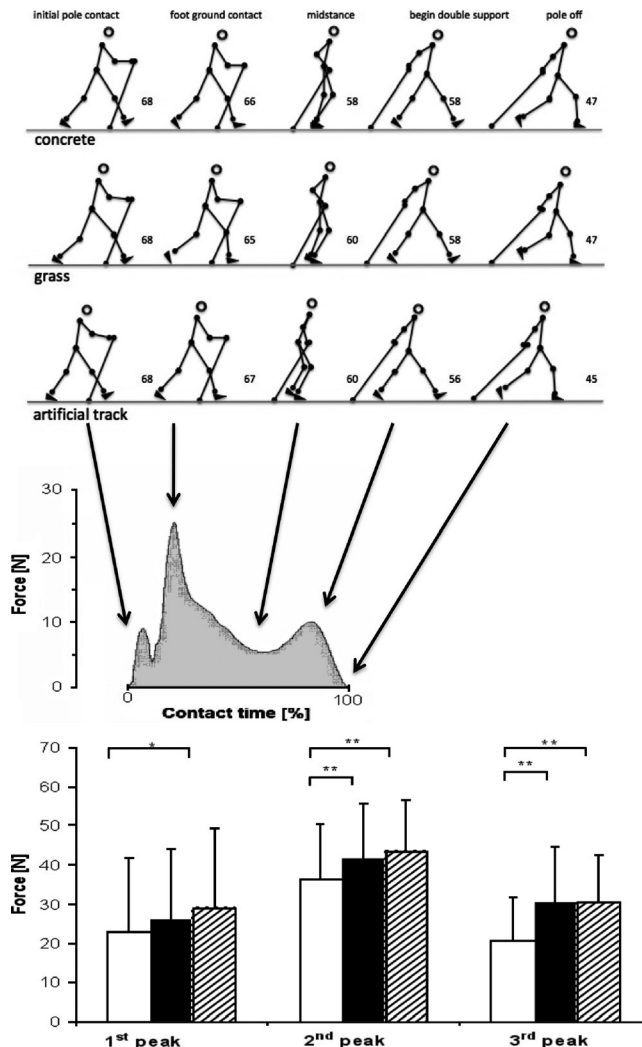 initial pole contact foot ground contact midstance begin double support pole off
68 66 58 58 47
concrete
68 65 60 58 47
grass
68 67 60 56 45
artificial track
30
20
10
0
Force [N]
0 100
Contact time [%]
70
60
50
40
30
20
10
0
Force [N]
* ** **
** **
1st peak 2nd peak 3rd peak